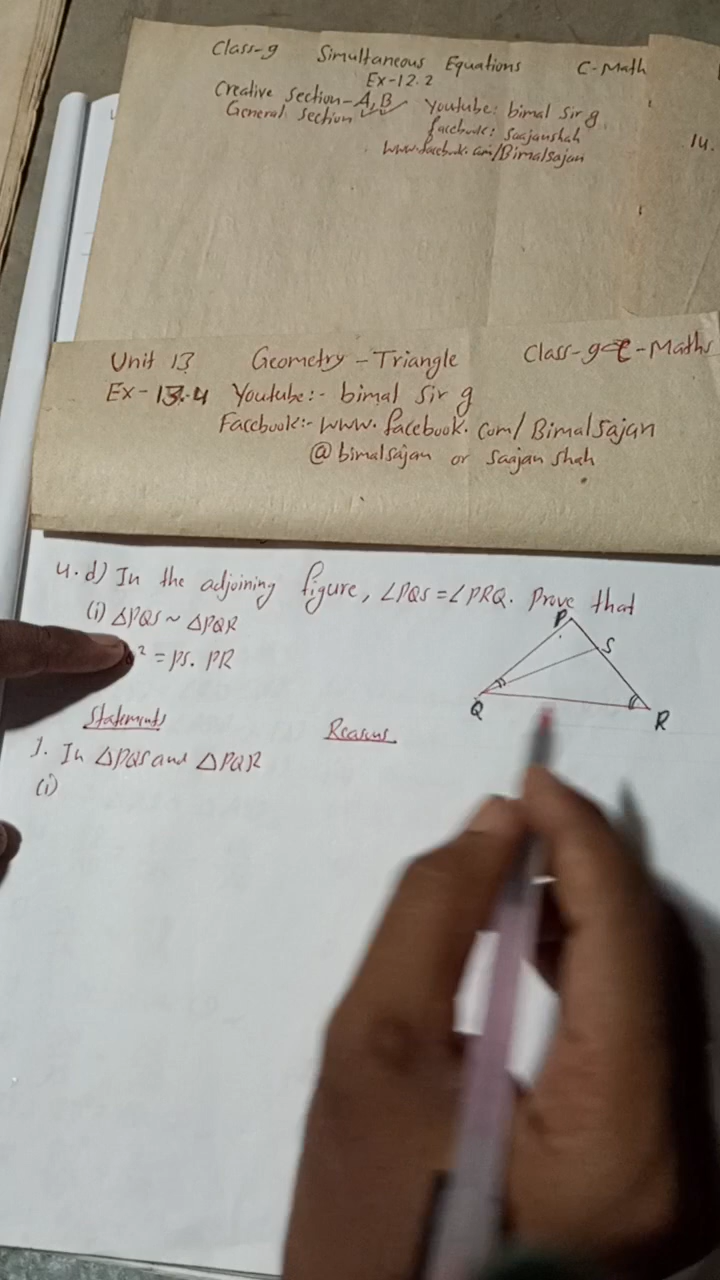 Class-9 Simultaneous Equations C-Math
Ex-12.2
Creative section-A,B
General section
Youtube: bimal Sir g
facebook: Saajanshah
www.facebook.com/Bimalsajan
14.
Unit 13 Geometry - Triangle Class-9 C-Maths
Ex-13.4 Youtube:- bimal Sir g
Facebook:- www.facebook.com/Bimalsajan
@bimalsajan or Saajan Shah
4.d) In the adjoining figure, ∠PQS = ∠PRQ. Prove that
(i) △PQS ~ △PQR
² = PS. PR
P
S
Q
R
Statements Reasons
1. In △PQS and △PQR
(i)